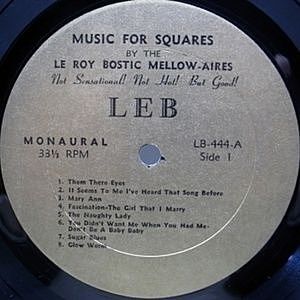 MUSIC FOR SQUARES
BY THE
LE ROY BOSTIC MELLOW-AIRES
Not Sensational! Not Hot! But Good!
LEB
MONAURAL
33⅓ RPM
LB-444-A
Side 1
1. Them There Eyes
2. It Seems To Me I've Heard That Song Before
3. Mary Ann
4. Fascination-The Girl That I Marry
5. The Naughty Lady
6. You Didn't Want Me When You Had Me-
Don't Be A Baby Baby
7. Sugar Blues
8. Glow Worm